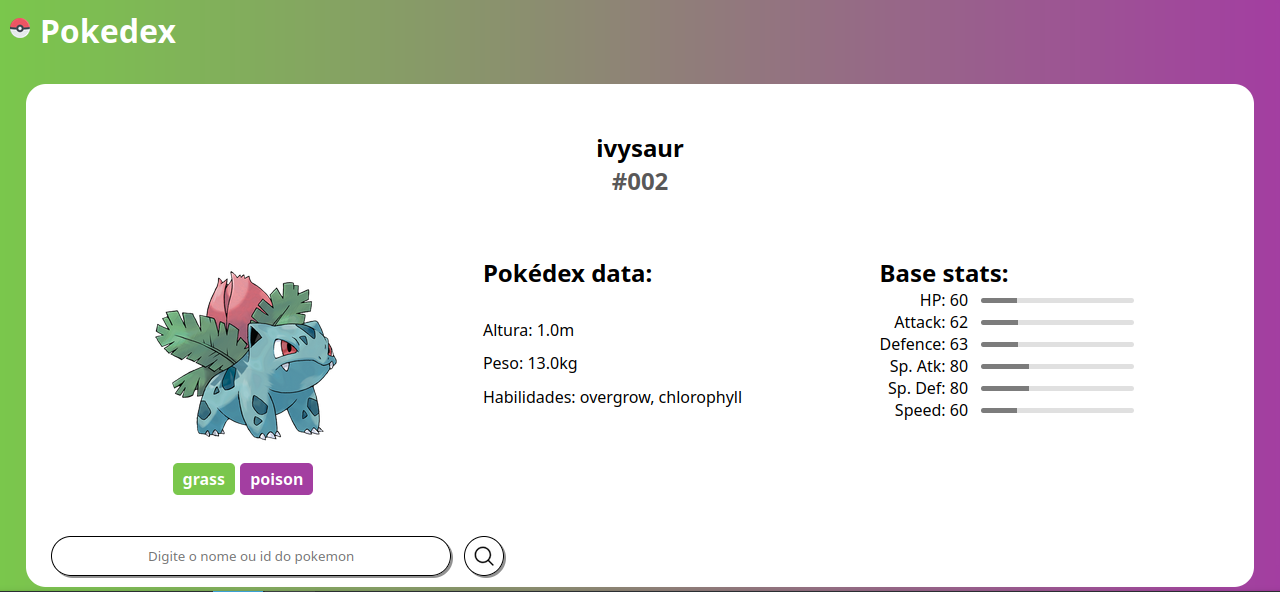 Pokedex
ivysaur
#002
grass poison
Pokédex data:
Altura: 1.0m
Peso: 13.0kg
Habilidades: overgrow, chlorophyll
Base stats:
HP: 60
Attack: 62
Defence: 63
Sp. Atk: 80
Sp. Def: 80
Speed: 60
Digite o nome ou id do pokemon